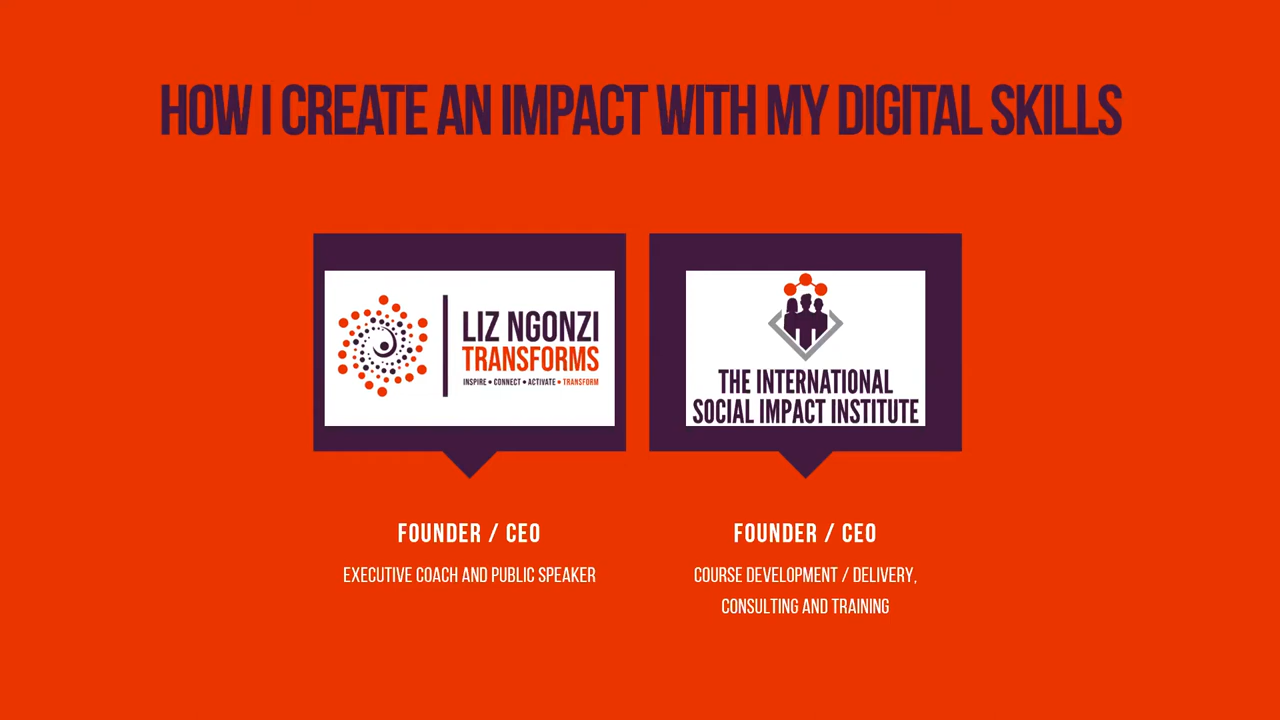 HOW I CREATE AN IMPACT WITH MY DIGITAL SKILLS
LIZ NGONZI
TRANSFORMS
INSPIRE • CONNECT • ACTIVATE • TRANSFORM
THE INTERNATIONAL
SOCIAL IMPACT INSTITUTE
FOUNDER / CEO
EXECUTIVE COACH AND PUBLIC SPEAKER
FOUNDER / CEO
COURSE DEVELOPMENT / DELIVERY,
CONSULTING AND TRAINING